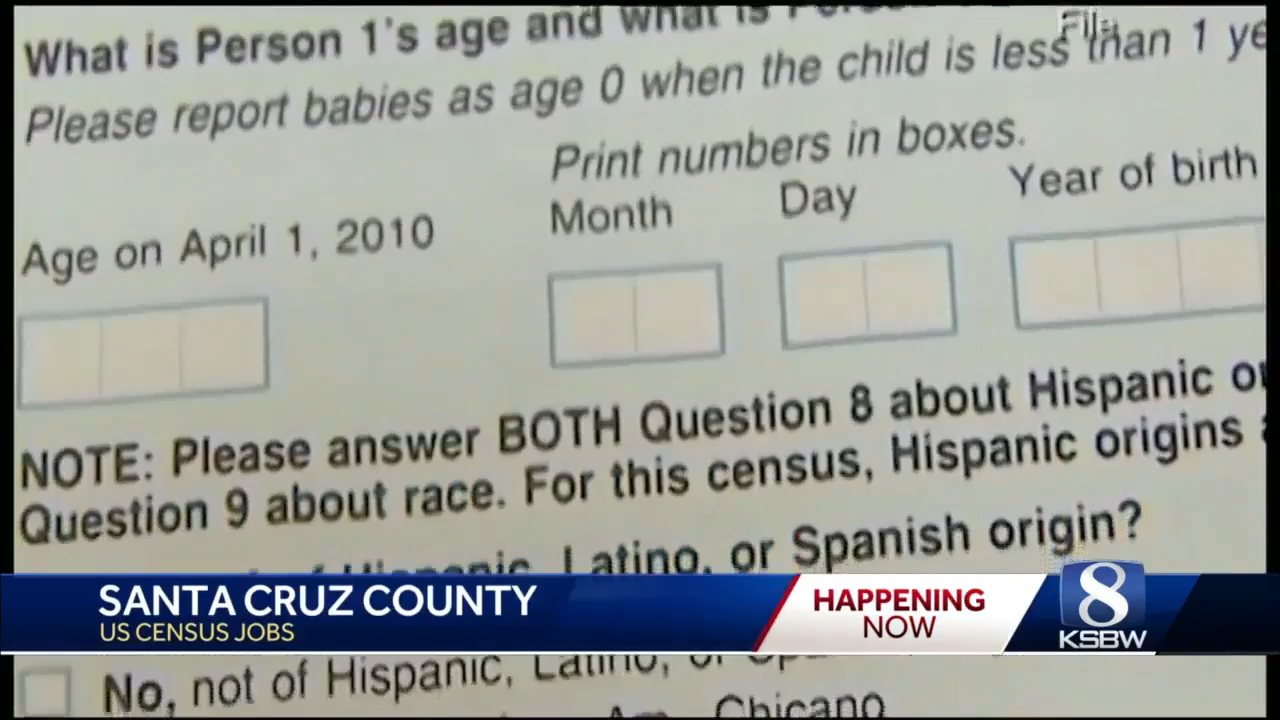 What is Person 1's age and what is
File
Please report babies as age 0 when the child is less than 1
Print numbers in boxes.
Month Day Year of birth
Age on April 1, 2010
NOTE: Please answer BOTH Question 8 about Hispanic
Question 9 about race. For this census, Hispanic origins
Hispanic, Latino, or Spanish origin?
SANTA CRUZ COUNTY
US CENSUS JOBS
HAPPENING
NOW
8
KSBW
No, not of Hispanic, Latino, or
Chicano